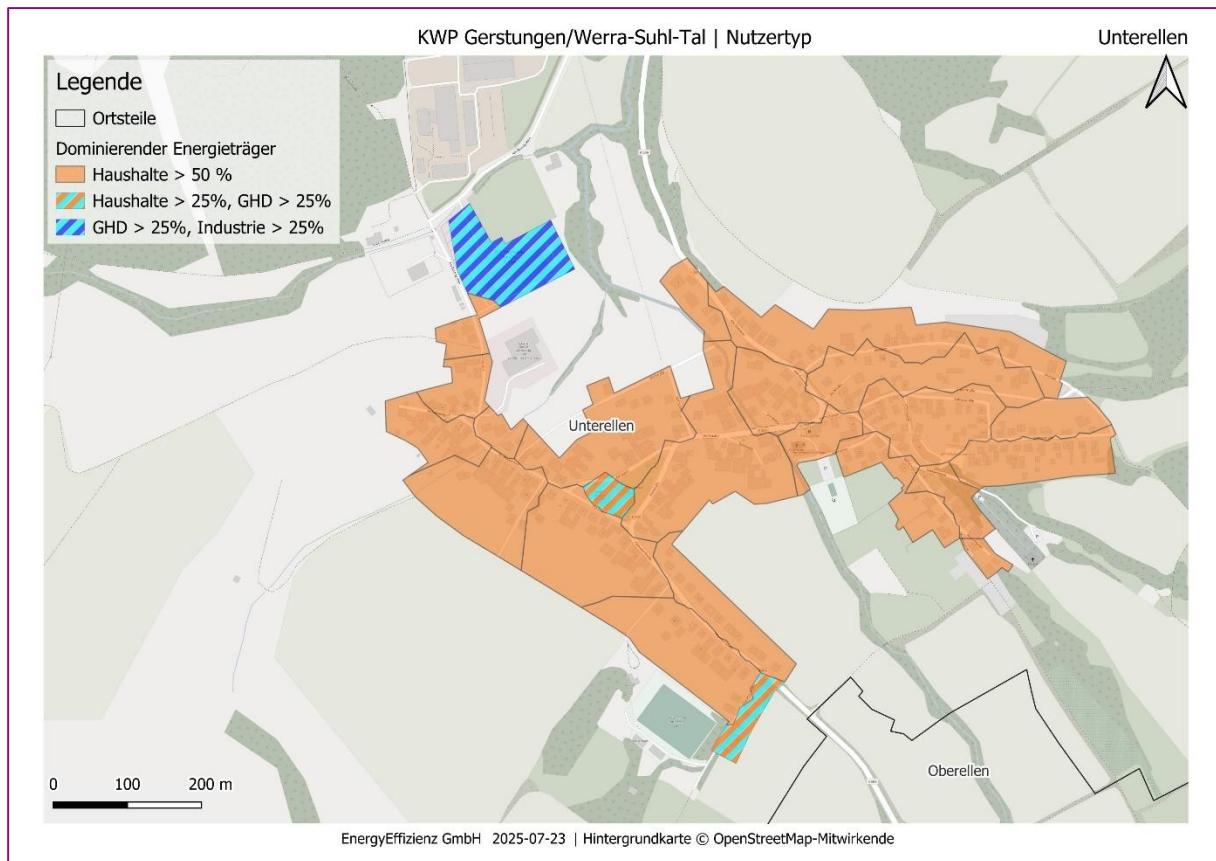 KWP Gerstungen/Werra-Suhl-Tal | Nutzertyp
Unterellen
Legende
Ortsteile
Dominierender Energieträger
Haushalte > 50 %
Haushalte > 25%, GHD > 25%
GHD > 25%, Industrie > 25%
Unterellen
Oberellen
0 100 200 m
EnergyEffizienz GmbH 2025-07-23 | Hintergrundkarte © OpenStreetMap-Mitwirkende